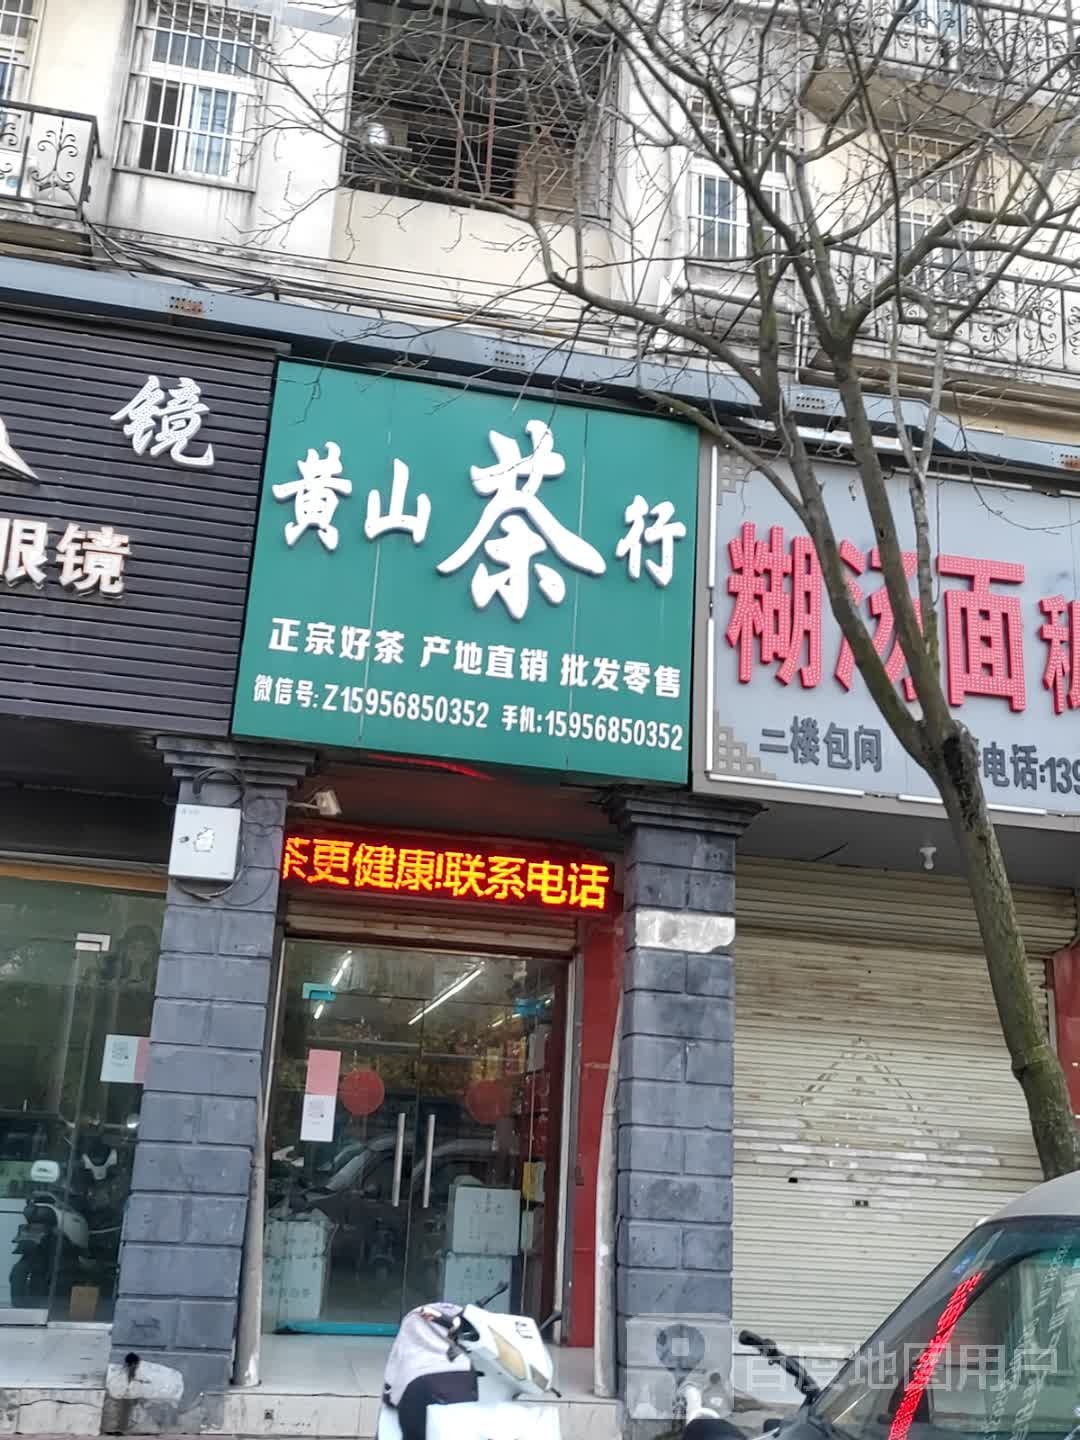 镜
眼镜
黄山茶行
正宗好茶 产地直销 批发零售
微信号:Z15956850352 手机:15956850352
茶更健康!联系电话
糊汤面
二楼包间
电话:139
百度地图用户